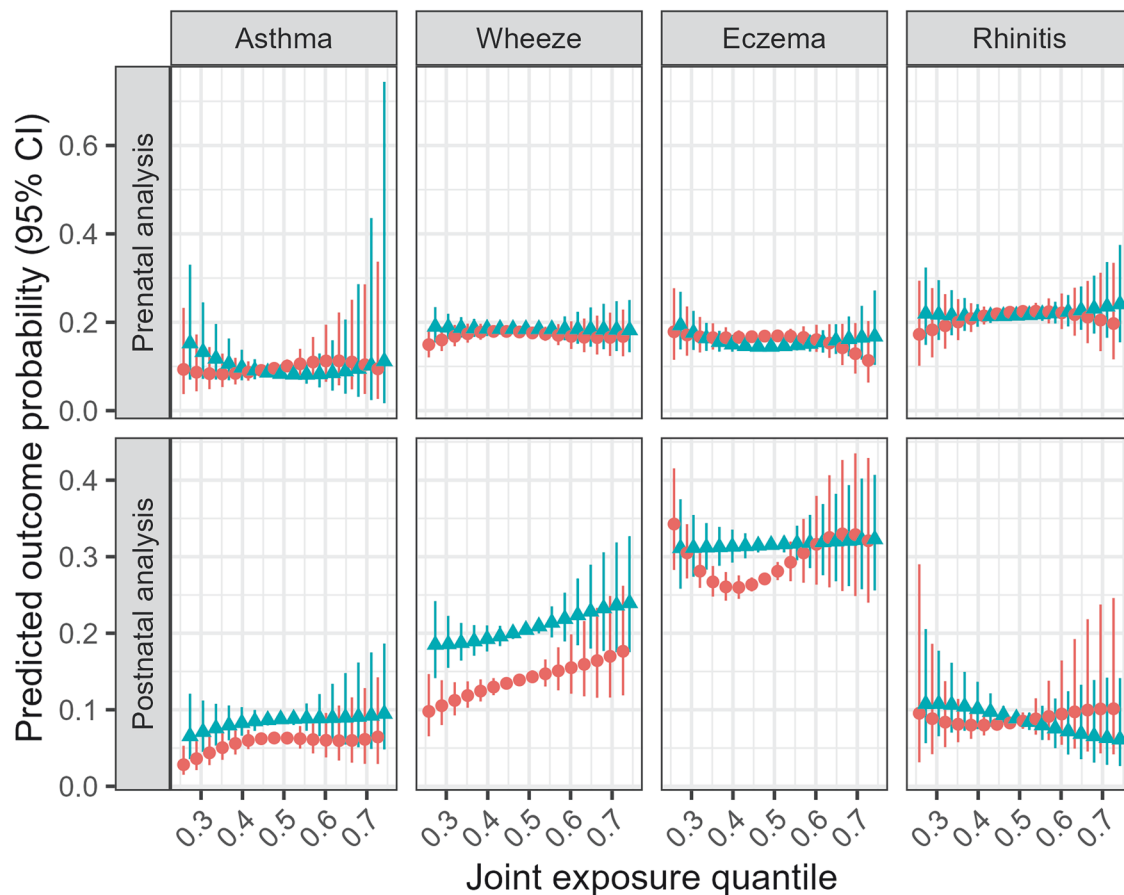 Asthma Wheeze Eczema Rhinitis
Predicted outcome probability (95% CI)
Prenatal analysis
0.6
0.4
0.2
0.0
Postnatal analysis
0.4
0.3
0.2
0.1
0.0
0.3 0.4 0.5 0.6 0.7 0.3 0.4 0.5 0.6 0.7 0.3 0.4 0.5 0.6 0.7 0.3 0.4 0.5 0.6 0.7
Joint exposure quantile